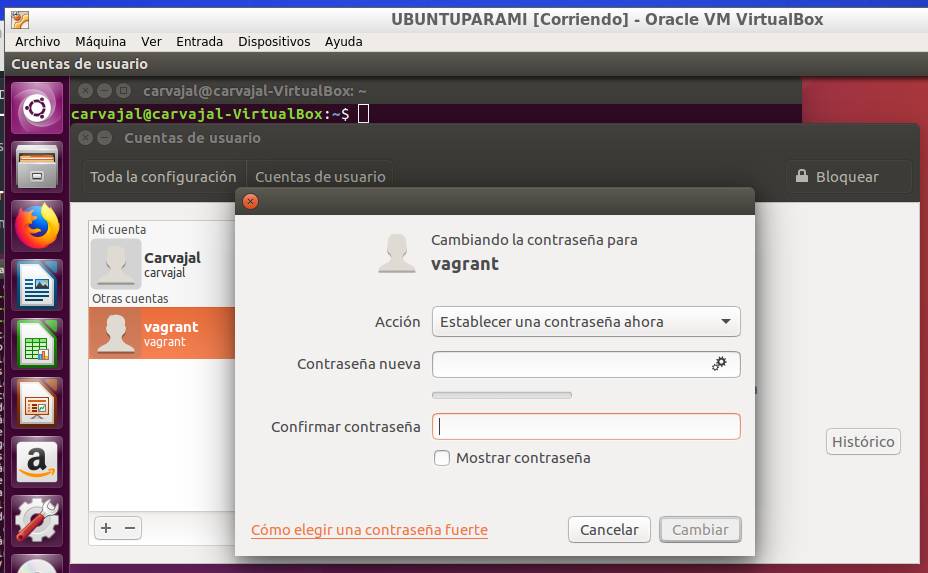 UBUNTUPARAMI [Corriendo] - Oracle VM VirtualBox
Archivo Máquina Ver Entrada Dispositivos Ayuda
Cuentas de usuario
carvajal@carvajal-VirtualBox: ~
carvajal@carvajal-VirtualBox:~$
Cuentas de usuario
Toda la configuración Cuentas de usuario Bloquear
Mi cuenta
Carvajal
carvajal
Otras cuentas
vagrant
vagrant
Cambiando la contraseña para
vagrant
Acción Establecer una contraseña ahora
Contraseña nueva
Confirmar contraseña
Mostrar contraseña
Histórico
Cómo elegir una contraseña fuerte Cancelar Cambiar